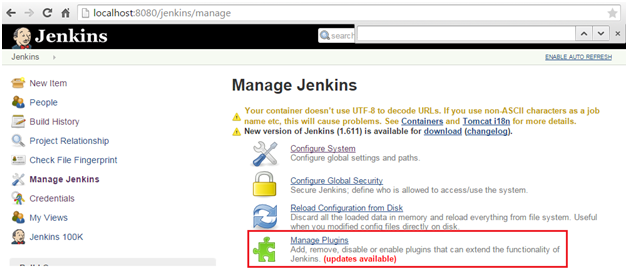 localhost:8080/jenkins/manage
Jenkins
search
Jenkins
ENABLE AUTO REFRESH
New Item
People
Build History
Project Relationship
Check File Fingerprint
Manage Jenkins
Credentials
My Views
Jenkins 100K
Manage Jenkins
Your container doesn't use UTF-8 to decode URLs. If you use non-ASCII characters as a job
name etc, this will cause problems. See Containers and Tomcat i18n for more details.
New version of Jenkins (1.611) is available for download (changelog).
Configure System
Configure global settings and paths.
Configure Global Security
Secure Jenkins; define who is allowed to access/use the system.
Reload Configuration from Disk
Discard all the loaded data in memory and reload everything from file system. Useful
when you modified config files directly on disk.
Manage Plugins
Add, remove, disable or enable plugins that can extend the functionality of
Jenkins. (updates available)